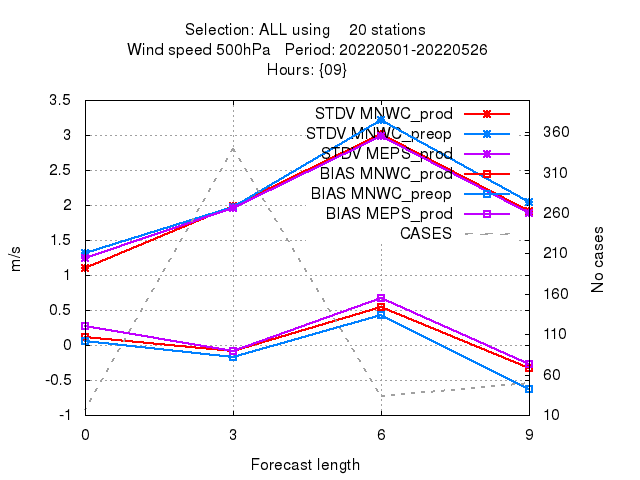 Selection: ALL using 20 stations
Wind speed 500hPa Period: 20220501-20220526
Hours: {09}
3.5
3
2.5
2
1.5
1
0.5
0
-0.5
-1
m/s
STDV MNWC_prod
STDV MNWC_preop
STDV MEPS_prod
BIAS MNWC_prod
BIAS MNWC_preop
BIAS MEPS_prod
CASES
360
310
260
210
160
110
60
10
No cases
0 3 6 9
Forecast length